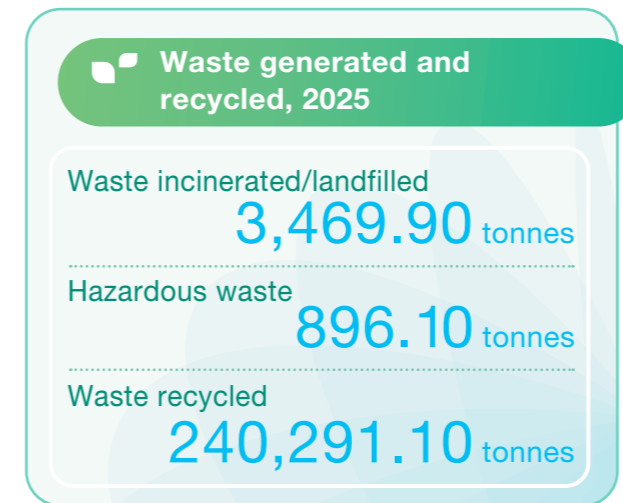 Waste generated and
recycled, 2025
Waste incinerated/landfilled
3,469.90 tonnes
Hazardous waste
896.10 tonnes
Waste recycled
240,291.10 tonnes